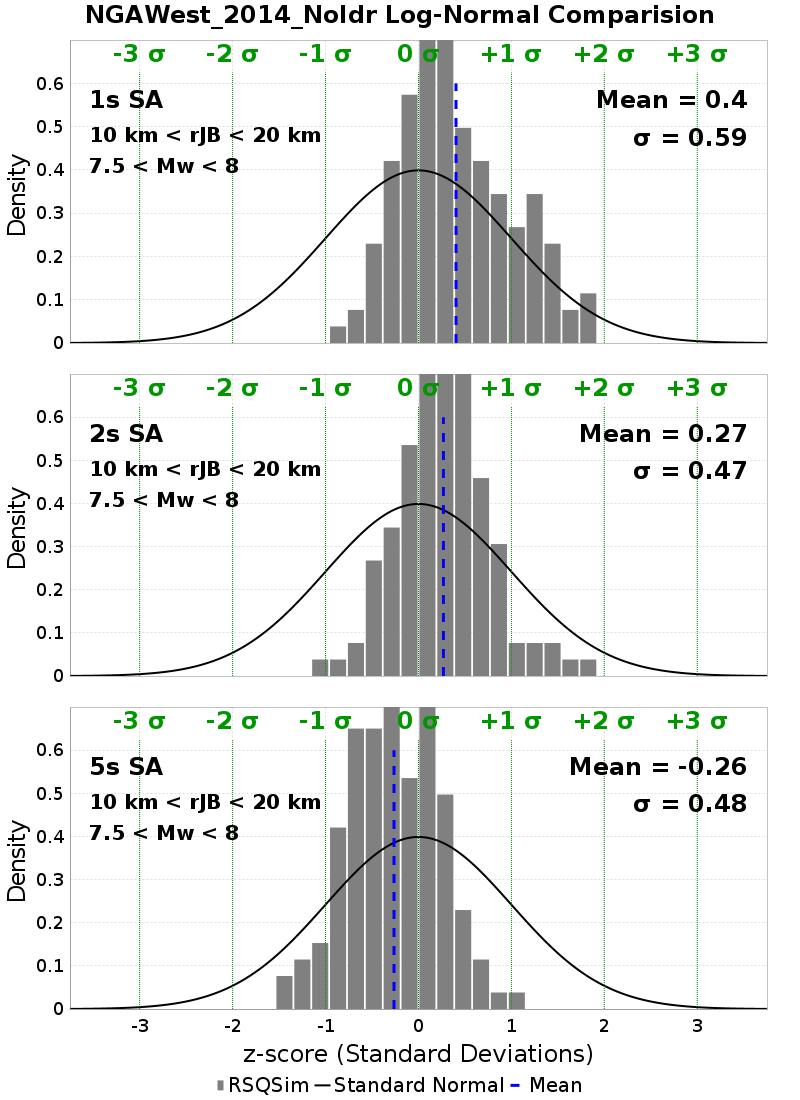 NGAWest_2014_NoIdr Log-Normal Comparision
-3 σ -2 σ -1 σ 0 σ +1 σ +2 σ +3 σ
1s SA
10 km < rJB < 20 km
7.5 < Mw < 8
Mean = 0.4
σ = 0.59
Density
0.6
0.5
0.4
0.3
0.2
0.1
0
-3 σ -2 σ -1 σ 0 σ +1 σ +2 σ +3 σ
2s SA
10 km < rJB < 20 km
7.5 < Mw < 8
Mean = 0.27
σ = 0.47
Density
0.6
0.5
0.4
0.3
0.2
0.1
0
-3 σ -2 σ -1 σ 0 σ +1 σ +2 σ +3 σ
5s SA
10 km < rJB < 20 km
7.5 < Mw < 8
Mean = -0.26
σ = 0.48
Density
0.6
0.5
0.4
0.3
0.2
0.1
0
-3 -2 -1 0 1 2 3
z-score (Standard Deviations)
RSQSim Standard Normal Mean